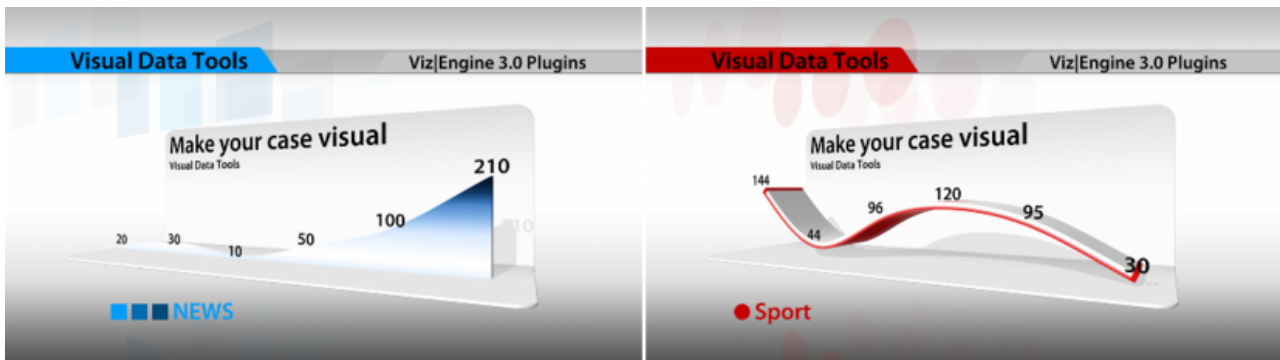 Visual Data Tools
Viz|Engine 3.0 Plugins
Make your case visual
Visual Data Tools
210
100
50
30
20
10
NEWS
Visual Data Tools
Viz|Engine 3.0 Plugins
Make your case visual
Visual Data Tools
144
120
96
95
44
30
Sport